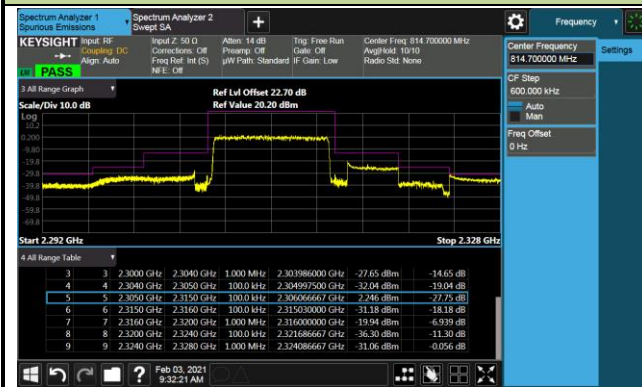 Spectrum Analyzer 1
Spurious Emissions
Spectrum Analyzer 2
Swept SA
Frequency
KEYSIGHT
Input: RF
Coupling: DC
Align: Auto
Input Z: 50 Ω
Corrections: Off
Freq Ref: Int (S)
NFE: Off
Atten: 14 dB
Preamp: Off
µW Path: Standard
Trig: Free Run
Gate: Off
IF Gain: Low
Center Freq: 814.700000 MHz
Avg|Hold: 10/10
Radio Std: None
PASS
Center Frequency
814.700000 MHz
Settings
CF Step
600.000 kHz
Auto
Man
Freq Offset
0 Hz
3 All Range Graph
Scale/Div 10.0 dB
Ref Lvl Offset 22.70 dB
Ref Value 20.20 dBm
Log
10.2
0.200
-9.80
-19.8
-29.8
-39.8
-49.8
-59.8
-69.8
Start 2.292 GHz
Stop 2.328 GHz
4 All Range Table
3 3 2.3000 GHz 2.3040 GHz 1.000 MHz 2.303986000 GHz -27.65 dBm -14.65 dB
4 4 2.3040 GHz 2.3050 GHz 100.0 kHz 2.304997500 GHz -32.04 dBm -19.04 dB
5 5 2.3050 GHz 2.3150 GHz 100.0 kHz 2.306066667 GHz 2.246 dBm -27.75 dB
6 6 2.3150 GHz 2.3160 GHz 100.0 kHz 2.315030000 GHz -31.18 dBm -18.18 dB
7 7 2.3160 GHz 2.3200 GHz 1.000 MHz 2.316000000 GHz -19.94 dBm -6.939 dB
8 8 2.3200 GHz 2.3240 GHz 100.0 kHz 2.321686667 GHz -36.30 dBm -11.30 dB
9 9 2.3240 GHz 2.3280 GHz 1.000 MHz 2.324086667 GHz -31.06 dBm -0.056 dB
Feb 03, 2021
9:32:21 AM